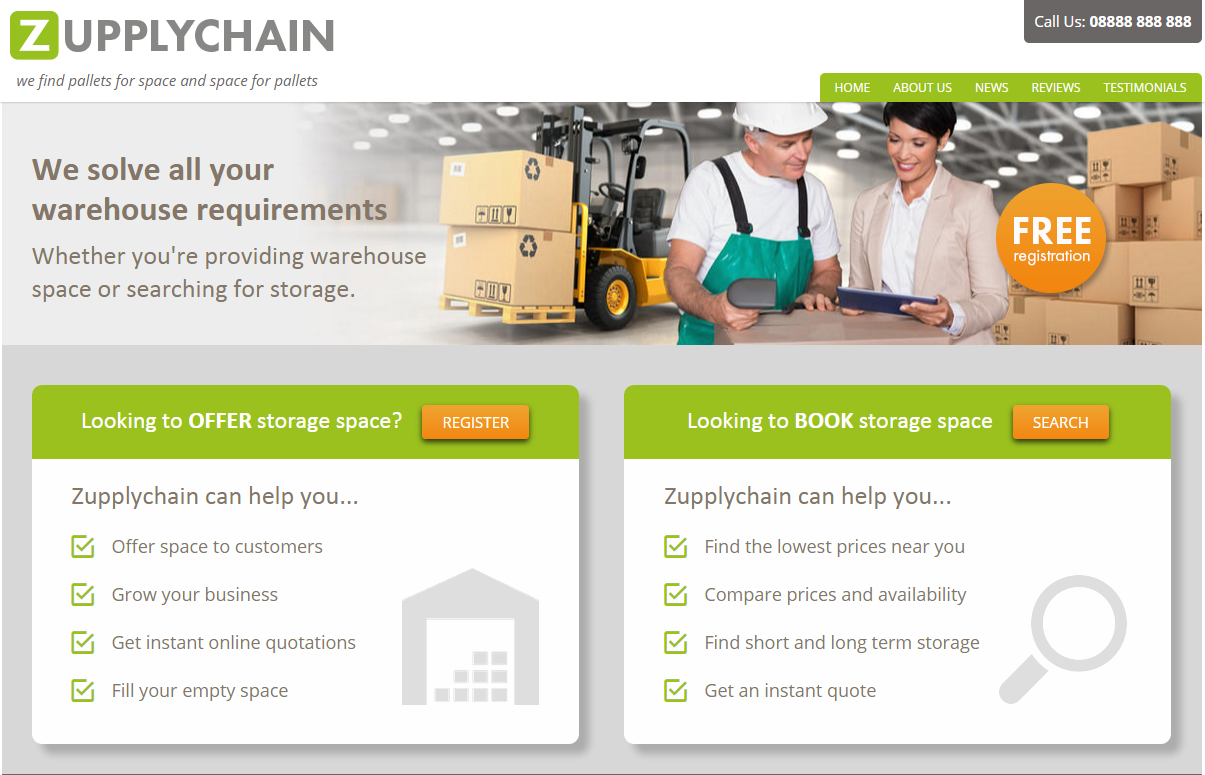 ZUPPLYCHAIN
we find pallets for space and space for pallets
Call Us: 08888 888 888
HOME ABOUT US NEWS REVIEWS TESTIMONIALS
We solve all your
warehouse requirements
Whether you're providing warehouse
space or searching for storage.
FREE
registration
Looking to OFFER storage space? REGISTER
Zupplychain can help you...
Offer space to customers
Grow your business
Get instant online quotations
Fill your empty space
Looking to BOOK storage space SEARCH
Zupplychain can help you...
Find the lowest prices near you
Compare prices and availability
Find short and long term storage
Get an instant quote